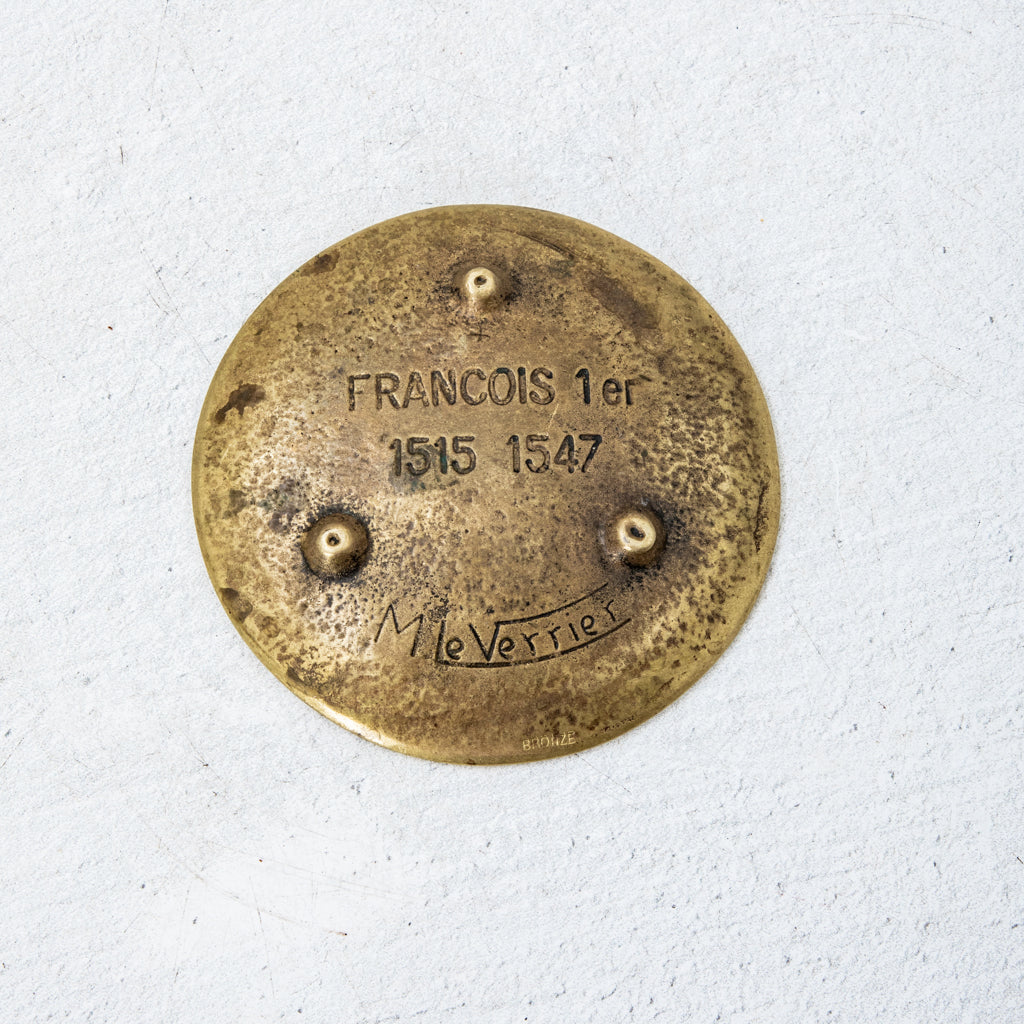 FRANCOIS 1er
1515 1547
M Le Verrier
BRONZE